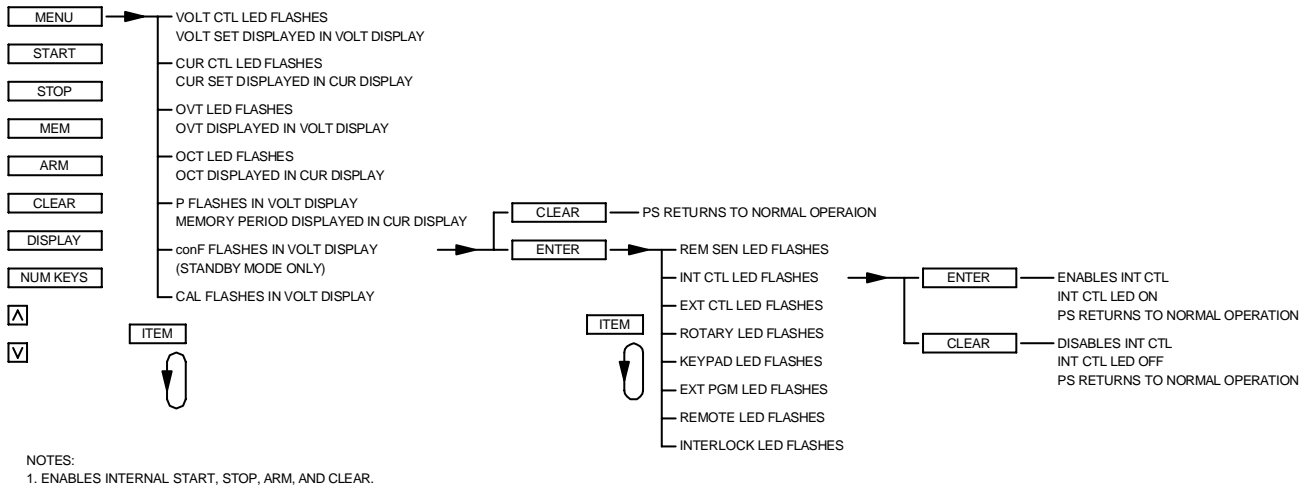 MENU
START
STOP
MEM
ARM
CLEAR
DISPLAY
NUM KEYS
VOLT CTL LED FLASHES
VOLT SET DISPLAYED IN VOLT DISPLAY
CUR CTL LED FLASHES
CUR SET DISPLAYED IN CUR DISPLAY
OVT LED FLASHES
OVT DISPLAYED IN VOLT DISPLAY
OCT LED FLASHES
OCT DISPLAYED IN CUR DISPLAY
P FLASHES IN VOLT DISPLAY
MEMORY PERIOD DISPLAYED IN CUR DISPLAY
conF FLASHES IN VOLT DISPLAY
(STANDBY MODE ONLY)
CAL FLASHES IN VOLT DISPLAY
ITEM
CLEAR
PS RETURNS TO NORMAL OPERAION
ENTER
REM SEN LED FLASHES
INT CTL LED FLASHES
EXT CTL LED FLASHES
ROTARY LED FLASHES
KEYPAD LED FLASHES
EXT PGM LED FLASHES
REMOTE LED FLASHES
INTERLOCK LED FLASHES
ITEM
ENTER
ENABLES INT CTL
INT CTL LED ON
PS RETURNS TO NORMAL OPERATION
CLEAR
DISABLES INT CTL
INT CTL LED OFF
PS RETURNS TO NORMAL OPERATION
NOTES:
1. ENABLES INTERNAL START, STOP, ARM, AND CLEAR.